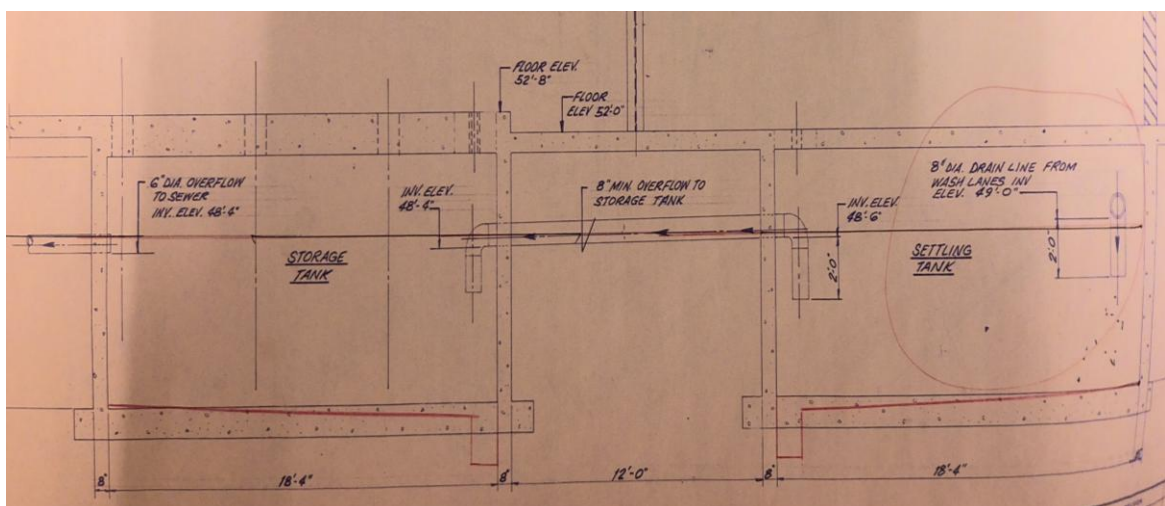 FLOOR ELEV.
52'-8"
FLOOR
ELEV 52'-0"
6" DIA. OVERFLOW
TO SEWER
INV. ELEV. 48'-4"
INV. ELEV.
48'-4"
8" MIN. OVERFLOW TO
STORAGE TANK
INV. ELEV.
48'-6"
8" DIA. DRAIN LINE FROM
WASH LANES INV
ELEV. 49'-0"
STORAGE
TANK
2'-0"
SETTLING
TANK
2'-0"
8"
18'-4"
8"
12'-0"
8"
18'-4"
8"